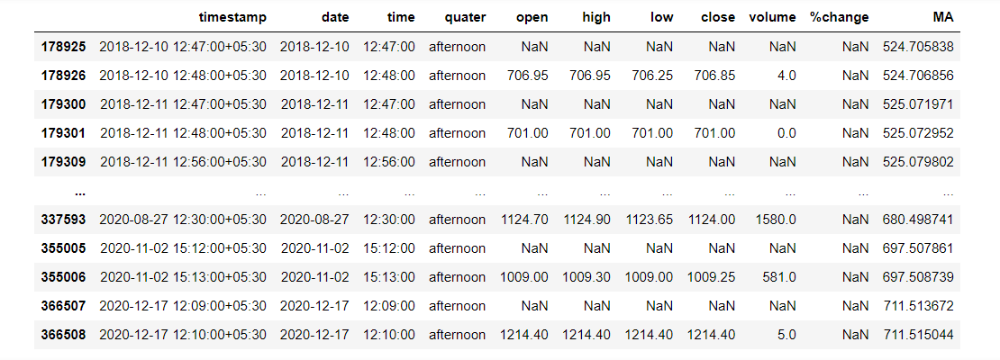 timestamp date time quater open high low close volume %change MA
178925 2018-12-10 12:47:00+05:30 2018-12-10 12:47:00 afternoon NaN NaN NaN NaN NaN NaN 524.705838
178926 2018-12-10 12:48:00+05:30 2018-12-10 12:48:00 afternoon 706.95 706.95 706.25 706.85 4.0 NaN 524.706856
179300 2018-12-11 12:47:00+05:30 2018-12-11 12:47:00 afternoon NaN NaN NaN NaN NaN NaN 525.071971
179301 2018-12-11 12:48:00+05:30 2018-12-11 12:48:00 afternoon 701.00 701.00 701.00 701.00 0.0 NaN 525.072952
179309 2018-12-11 12:56:00+05:30 2018-12-11 12:56:00 afternoon NaN NaN NaN NaN NaN NaN 525.079802
... ... ... ... ... ... ... ... ... ... ... ...
337593 2020-08-27 12:30:00+05:30 2020-08-27 12:30:00 afternoon 1124.70 1124.90 1123.65 1124.00 1580.0 NaN 680.498741
355005 2020-11-02 15:12:00+05:30 2020-11-02 15:12:00 afternoon NaN NaN NaN NaN NaN NaN 697.507861
355006 2020-11-02 15:13:00+05:30 2020-11-02 15:13:00 afternoon 1009.00 1009.30 1009.00 1009.25 581.0 NaN 697.508739
366507 2020-12-17 12:09:00+05:30 2020-12-17 12:09:00 afternoon NaN NaN NaN NaN NaN NaN 711.513672
366508 2020-12-17 12:10:00+05:30 2020-12-17 12:10:00 afternoon 1214.40 1214.40 1214.40 1214.40 5.0 NaN 711.515044